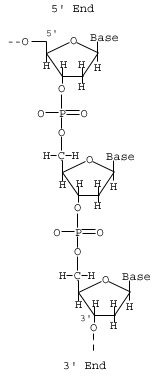 5' End
5'
--O O Base
H H H H
O
P=O
O
H-C-H
O Base
H H H H
O
O P=O
O
H-C-H
O Base
H H H H
3'
O
3' End